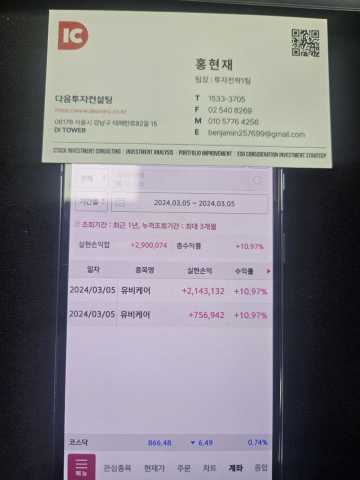 IC
홍현재
팀장 | 투자전략1팀
다음투자컨설팅
https://www.dauminc.co.kr
06178 서울시 강남구 테헤란로82길 15
Di TOWER
T 1533-3705
F 02 540 8269
M 010 5776 4256
E benjamin257699@gmail.com
STOCK INVESTMENT CONSULTING | INVESTMENT ANALYSIS | PORTFOLIO IMPROVEMENT | ESG CONSIDERATION INVESTMENT STRATEGY
전체
기간별 2024.03.05 ~ 2024.03.05
조회기간 : 최근 1년, 누적조회기간 : 최대 3개월
실현손익합 +2,900,074 총수익률 +10.97%
일자 종목명 실현손익 수익률
2024/03/05 유비케어 +2,143,132 +10.97%
2024/03/05 유비케어 +756,942 +10.97%
코스닥 866.48 ▼ 6.49 0.74%
메뉴 관심종목 현재가 주문 차트 계좌 종합